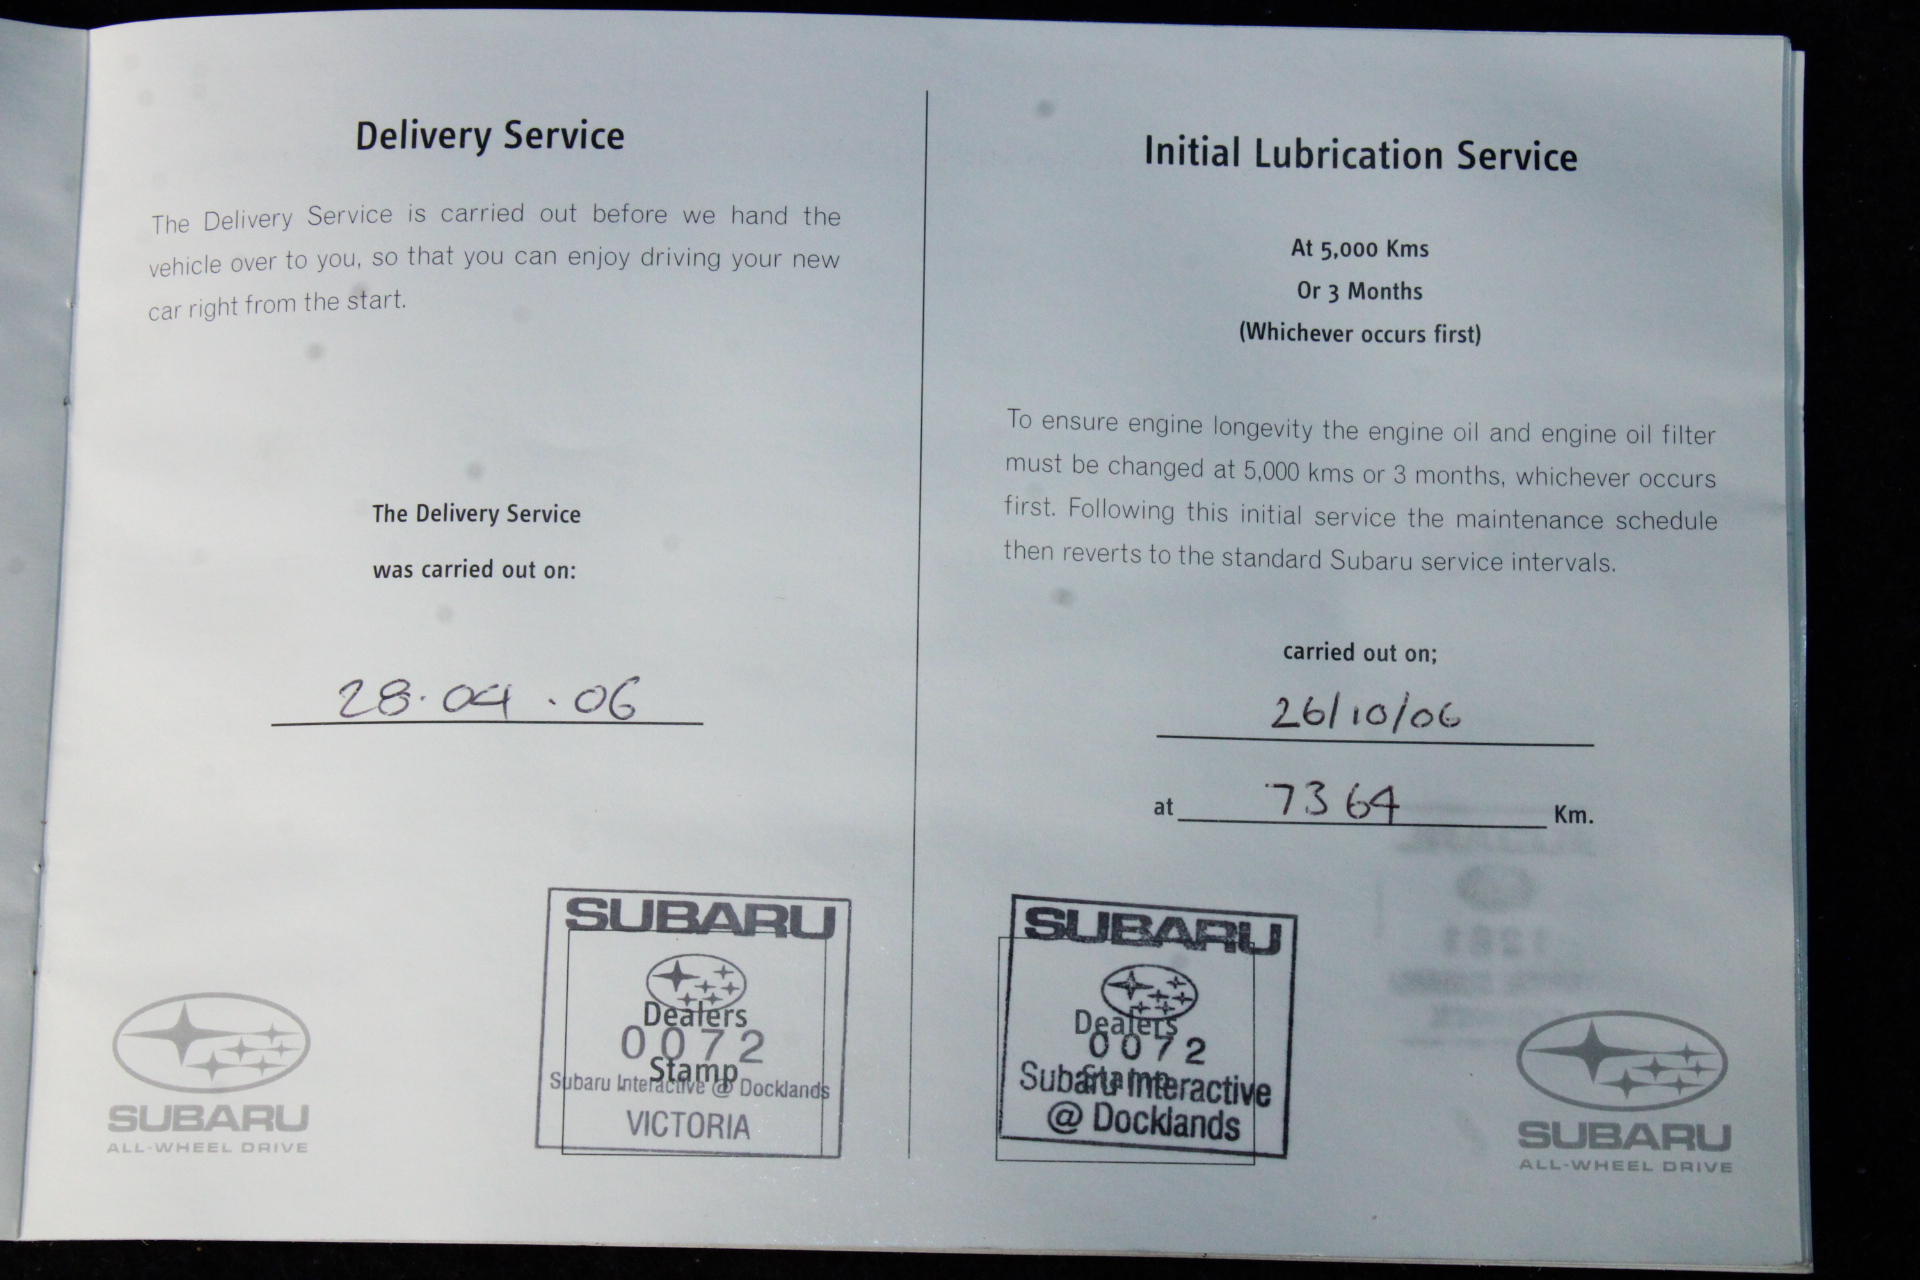 Delivery Service
The Delivery Service is carried out before we hand the
vehicle over to you, so that you can enjoy driving your new
car right from the start.
The Delivery Service
was carried out on:
28.04.06
SUBARU
Dealers
0072
Stamp
Subaru Interactive @ Docklands
VICTORIA
SUBARU
ALL-WHEEL DRIVE
Initial Lubrication Service
At 5,000 Kms
Or 3 Months
(Whichever occurs first)
To ensure engine longevity the engine oil and engine oil filter
must be changed at 5,000 kms or 3 months, whichever occurs
first. Following this initial service the maintenance schedule
then reverts to the standard Subaru service intervals.
carried out on;
26/10/06
at 7364 Km.
SUBARU
Dealers
0072
Stamp
Subaru Interactive
@ Docklands
SUBARU
ALL-WHEEL DRIVE